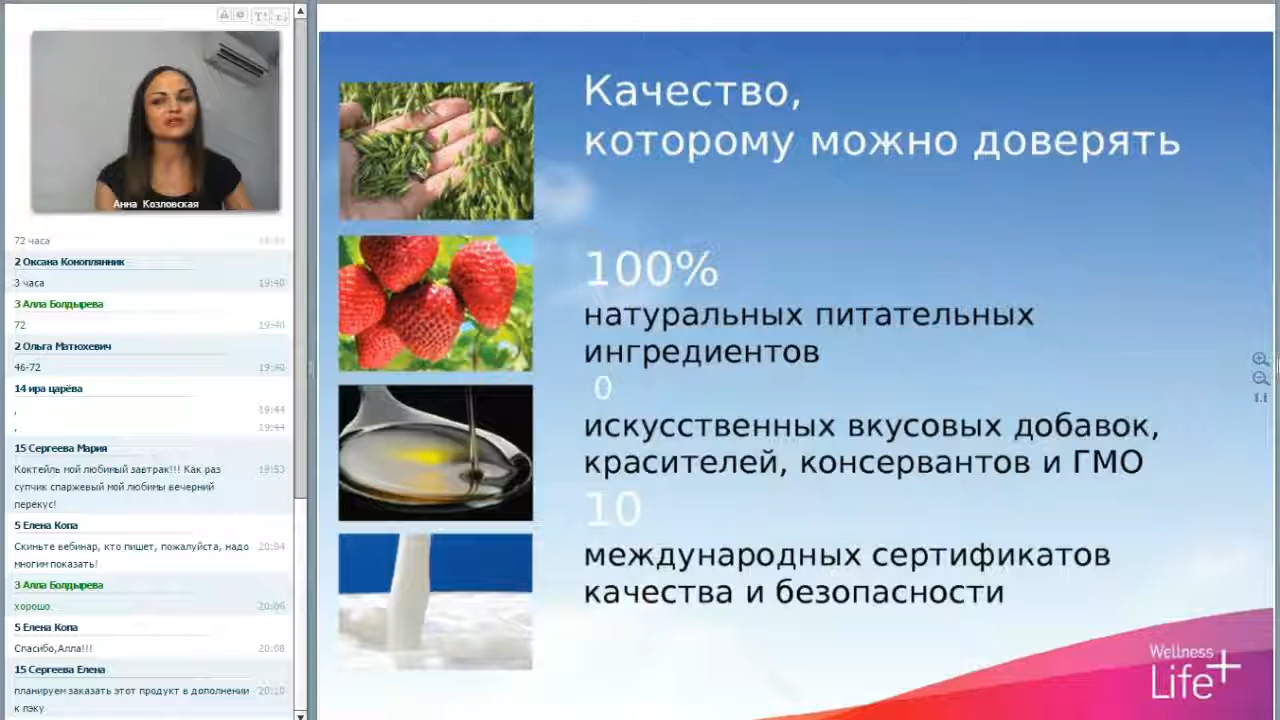 Анна Козловская
72 часа
2 Оксана Коноплянник
3 часа 19:40
3 Алла Болдырева
72 19:40
2 Ольга Матюхевич
46-72 19:40
14 ира царёва
, 19:44
, 19:44
15 Сергеева Мария
Коктейль мой любимый завтрак!!! Как раз 19:53
супчик спаржевый мой любимы вечерний
перекус!
5 Елена Копа
Скиньте вебинар, кто пишет, пожалуйста, надо 20:04
многим показать!
3 Алла Болдырева
хорошо 20:06
5 Елена Копа
Спасибо,Алла!!! 20:08
15 Сергеева Елена
планируем заказать этот продукт в дополнении 20:10
к пэку
Качество,
которому можно доверять
100%
натуральных питательных
ингредиентов
0
искусственных вкусовых добавок,
красителей, консервантов и ГМО
10
международных сертификатов
качества и безопасности
Wellness
Life+
1:1